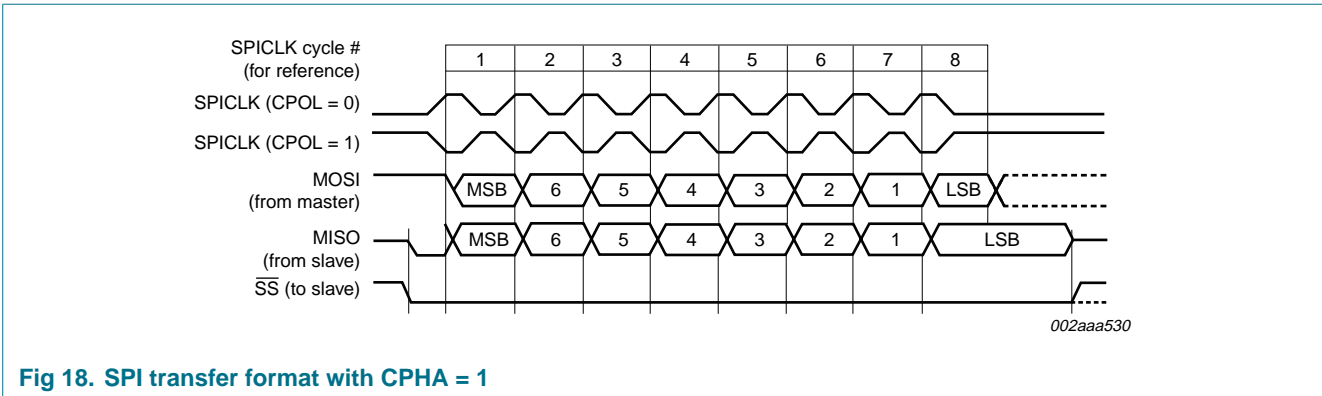 SPICLK cycle #
(for reference)
1 2 3 4 5 6 7 8
SPICLK (CPOL = 0)
SPICLK (CPOL = 1)
MOSI
(from master)
MSB 6 5 4 3 2 1 LSB
MISO
(from slave)
MSB 6 5 4 3 2 1 LSB
S̅S̅ (to slave)
002aaa530
Fig 18. SPI transfer format with CPHA = 1